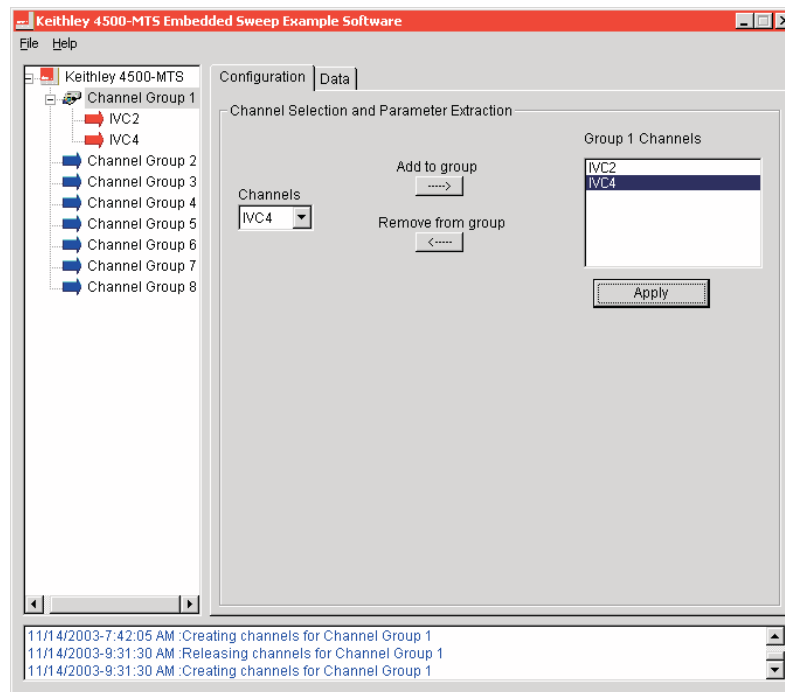 Keithley 4500-MTS Embedded Sweep Example Software
File Help
Keithley 4500-MTS
Channel Group 1
IVC2
IVC4
Channel Group 2
Channel Group 3
Channel Group 4
Channel Group 5
Channel Group 6
Channel Group 7
Channel Group 8
Configuration Data
Channel Selection and Parameter Extraction
Channels
IVC4
Add to group
----->
Remove from group
<-----
Group 1 Channels
IVC2
IVC4
Apply
11/14/2003-7:42:05 AM :Creating channels for Channel Group 1
11/14/2003-9:31:30 AM :Releasing channels for Channel Group 1
11/14/2003-9:31:30 AM :Creating channels for Channel Group 1